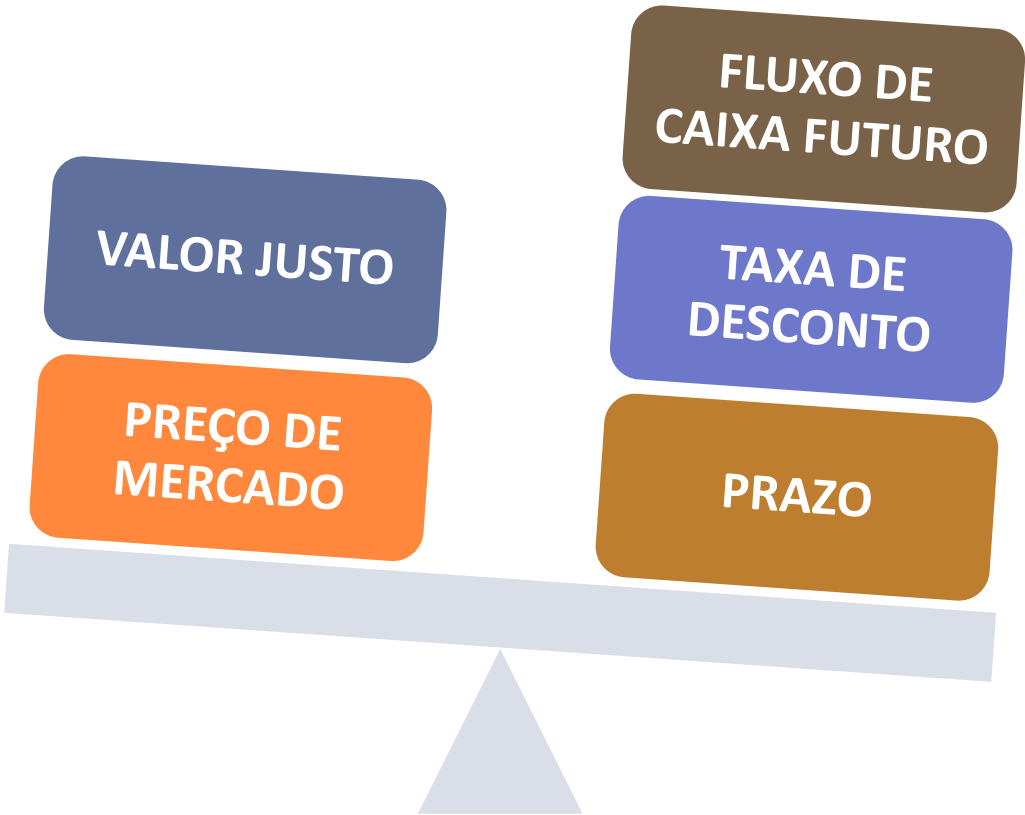 VALOR JUSTO
PREÇO DE
MERCADO
FLUXO DE
CAIXA FUTURO
TAXA DE
DESCONTO
PRAZO